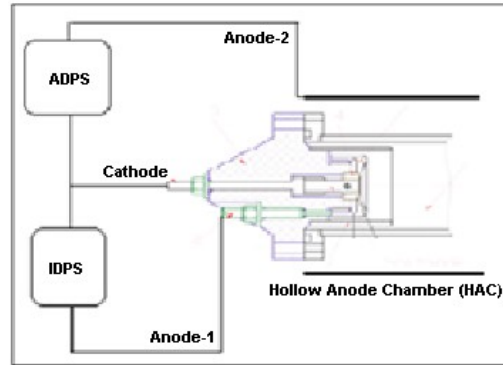 Anode-2
ADPS
Cathode
IDPS
Hollow Anode Chamber (HAC)
Anode-1